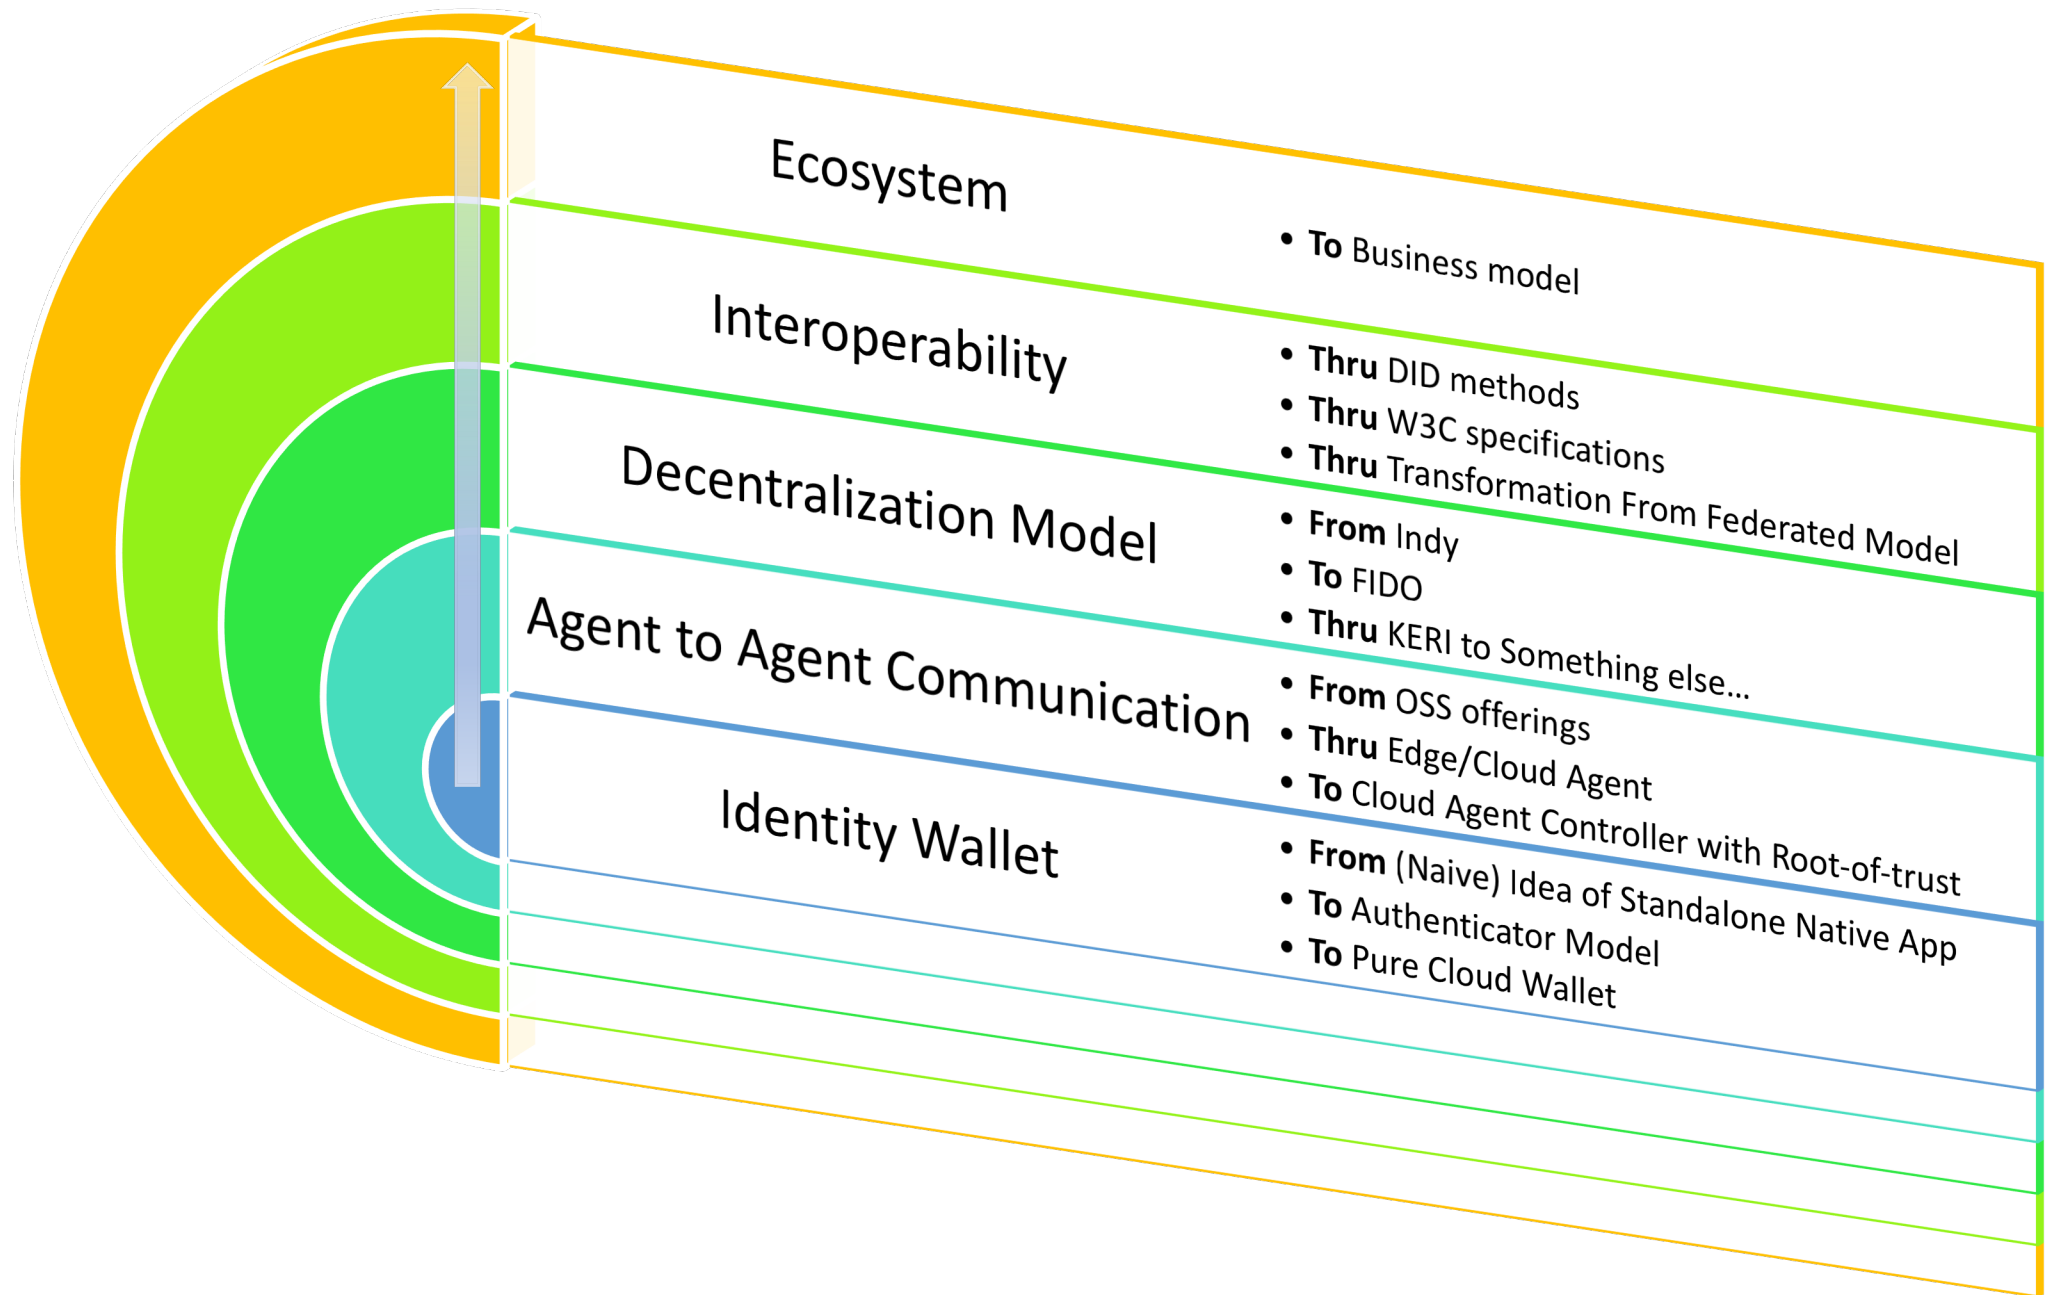 Ecosystem
• To Business model
Interoperability
• Thru DID methods
• Thru W3C specifications
• Thru Transformation From Federated Model
Decentralization Model
• From Indy
• To FIDO
• Thru KERI to Something else...
Agent to Agent Communication
• From OSS offerings
• Thru Edge/Cloud Agent
• To Cloud Agent Controller with Root-of-trust
Identity Wallet
• From (Naive) Idea of Standalone Native App
• To Authenticator Model
• To Pure Cloud Wallet